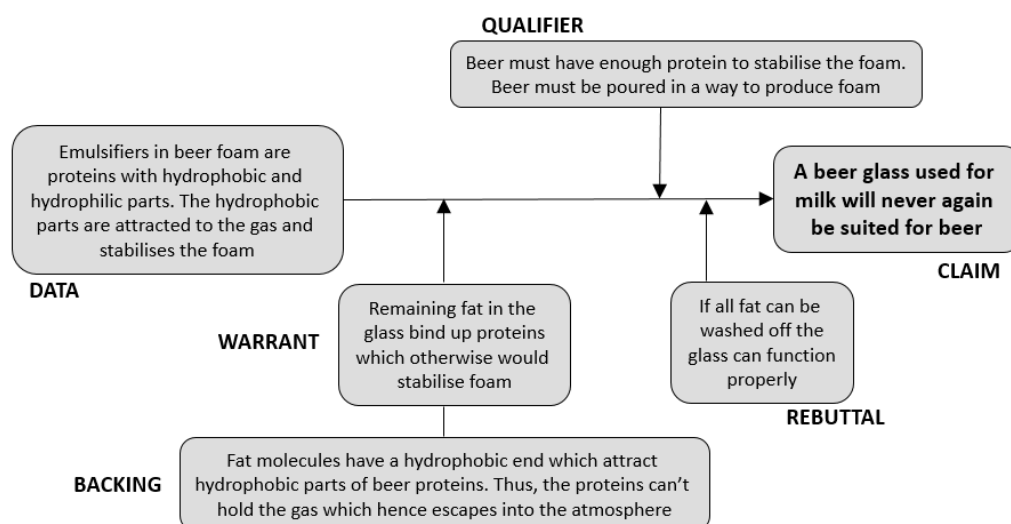 QUALIFIER
Beer must have enough protein to stabilise the foam.
Beer must be poured in a way to produce foam
Emulsifiers in beer foam are
proteins with hydrophobic and
hydrophilic parts. The hydrophobic
parts are attracted to the gas and
stabilises the foam
DATA
A beer glass used for
milk will never again
be suited for beer
CLAIM
WARRANT
Remaining fat in the
glass bind up proteins
which otherwise would
stabilise foam
If all fat can be
washed off the
glass can function
properly
REBUTTAL
BACKING
Fat molecules have a hydrophobic end which attract
hydrophobic parts of beer proteins. Thus, the proteins can’t
hold the gas which hence escapes into the atmosphere